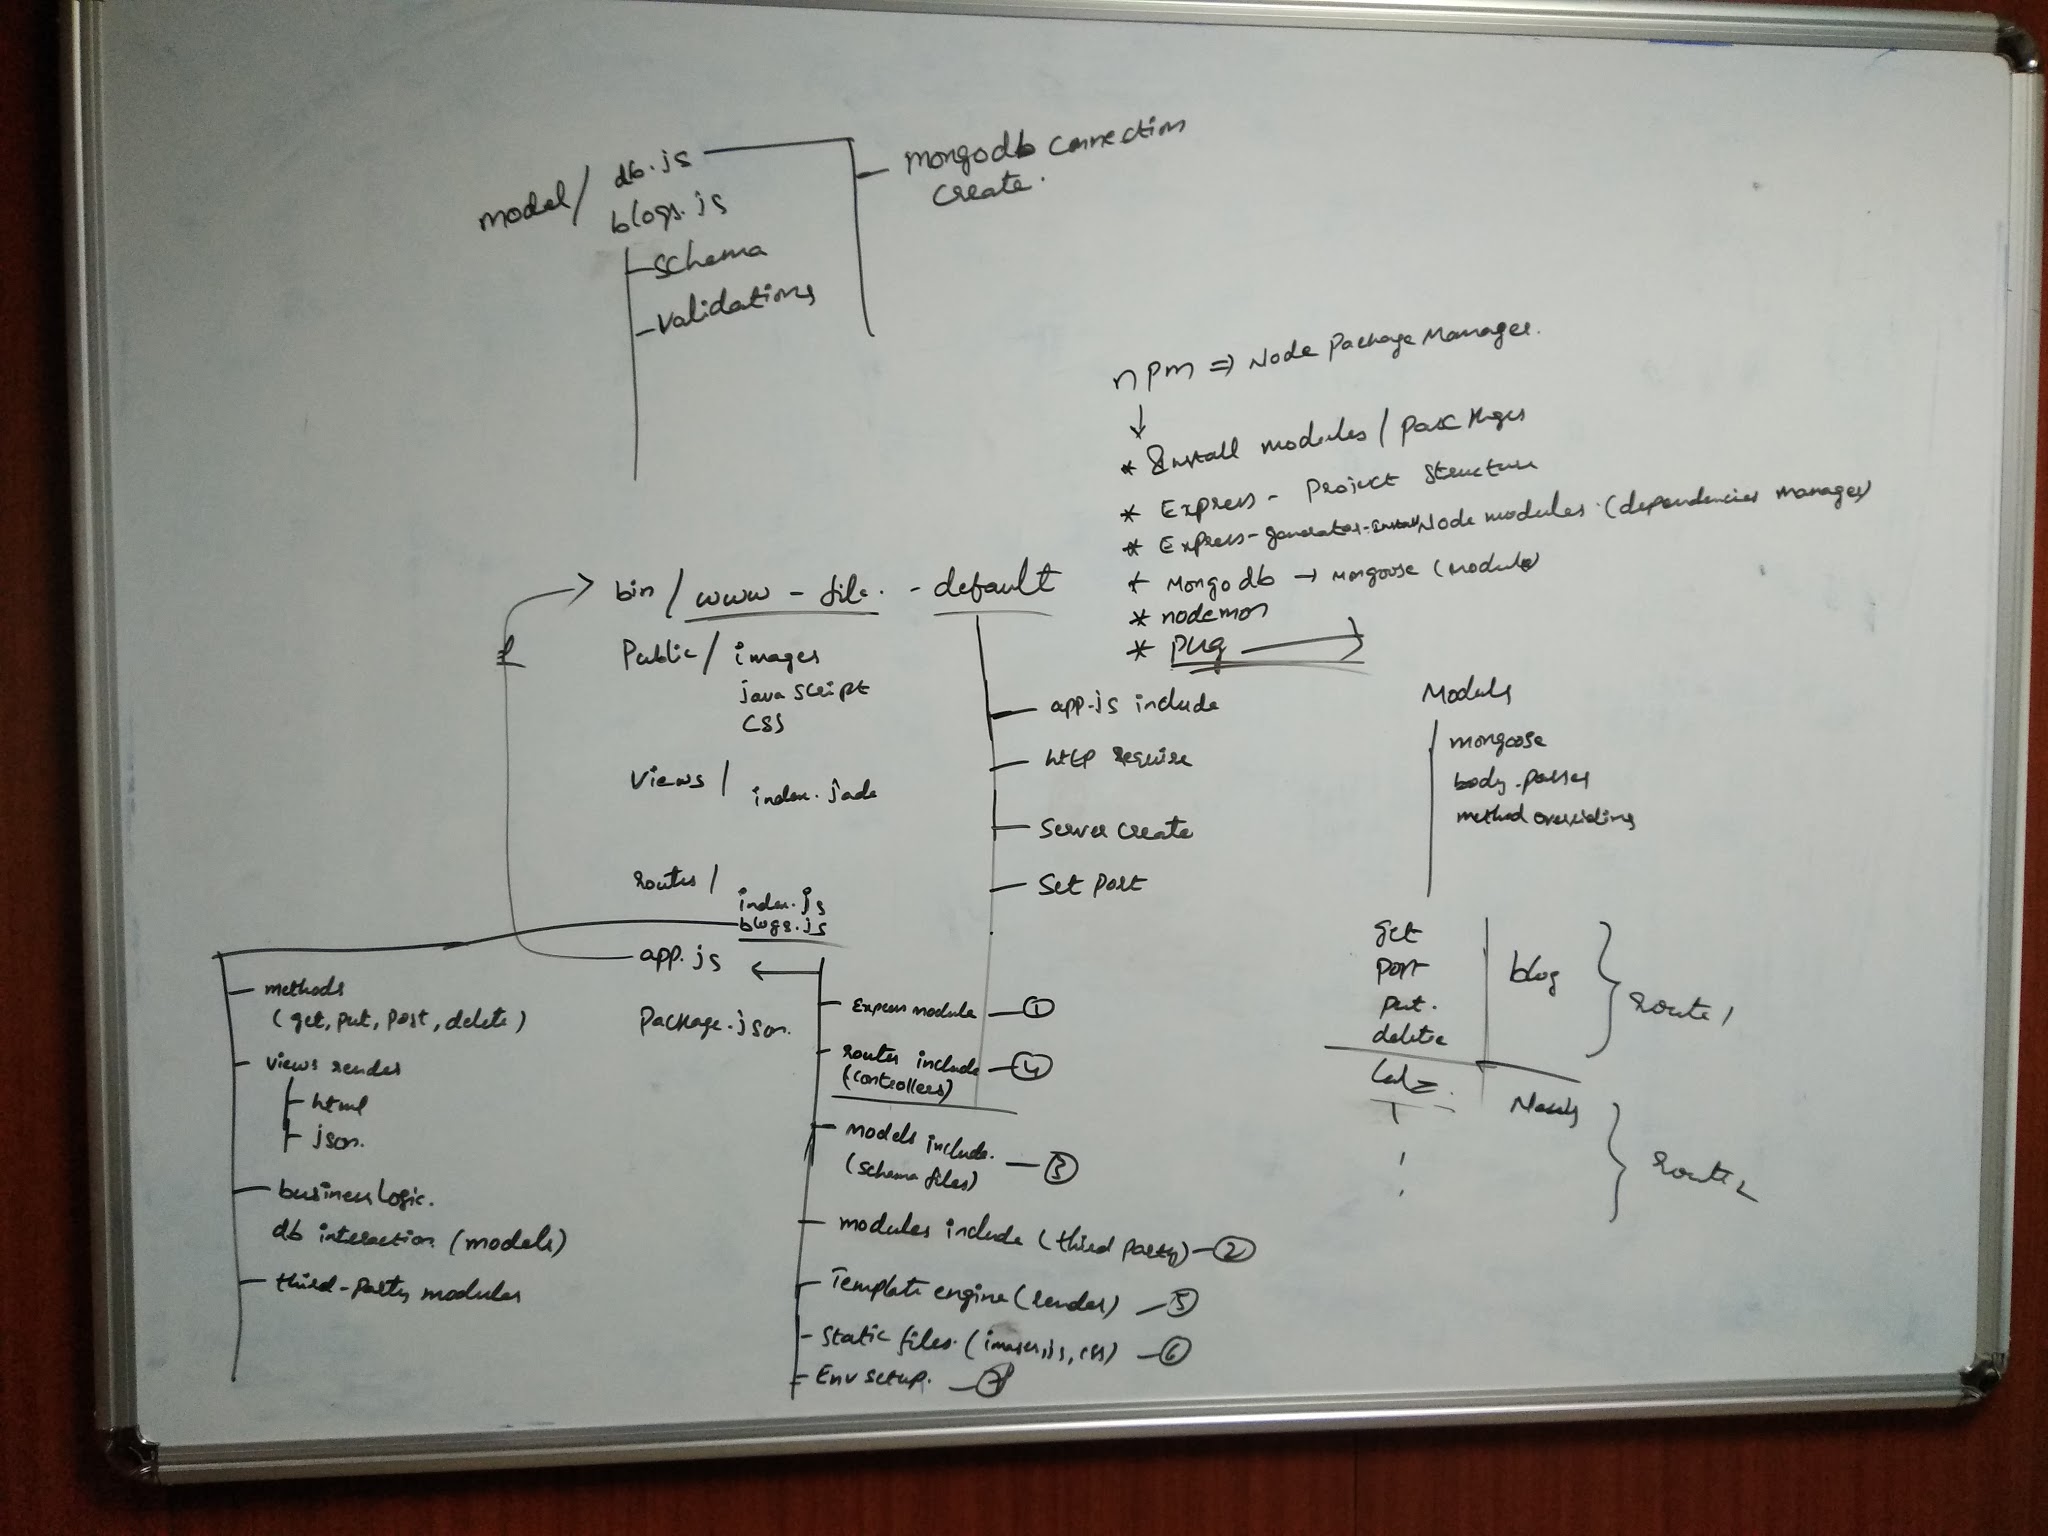 model/ db.js
mongodb connection
create.
blogs.js
schema
validations
npm => Node Package Manager.
* Install modules / packages
* Express - Project structure
* Express-generator-install Node modules. (dependencies manager)
* Mongodb → mongoose (module)
* nodemon
* pug
bin / www - file. - default
Public / images
java script
css
views / index.jade
routes / index.js
blogs.js
app.js
Package.json.
app.js include
http require
server create
set port
Modules
mongoose
body-parser
method overriding
methods
(get, put, post, delete)
views render
html
json.
business logic.
db interaction (models)
third-party modules
Express module - 1
routes include - 4
(controllers)
models include. - 3
(schema files)
modules include (third party) - 2
Template engine (render) - 5
static files. (images, js, css) - 6
Env setup. - 7
get
post
put.
delete
blog
route 1
route 2